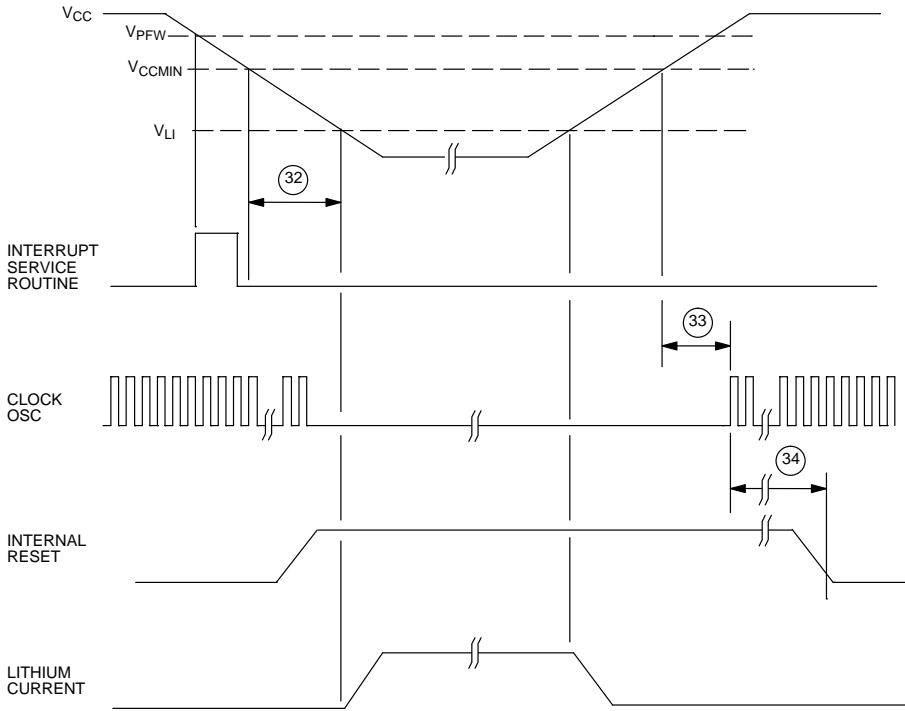 VCC
VPFW
VCCMIN
VLI
32
INTERRUPT
SERVICE
ROUTINE
33
CLOCK
OSC
34
INTERNAL
RESET
LITHIUM
CURRENT